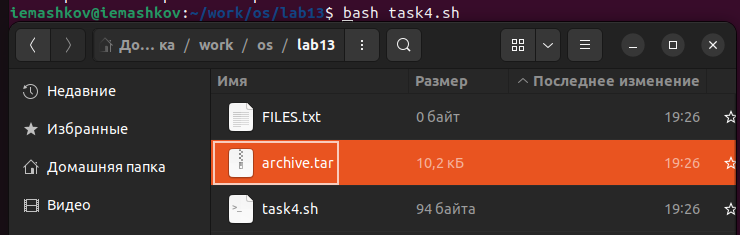 iemashkov@iemashkov:~/work/os/lab13$ bash task4.sh
До… ка / work / os / lab13
Имя Размер Последнее изменение
Недавние
FILES.txt 0 байт 19:26
Избранные
archive.tar 10,2 кБ 19:26
Домашняя папка
Видео
task4.sh 94 байта 19:26